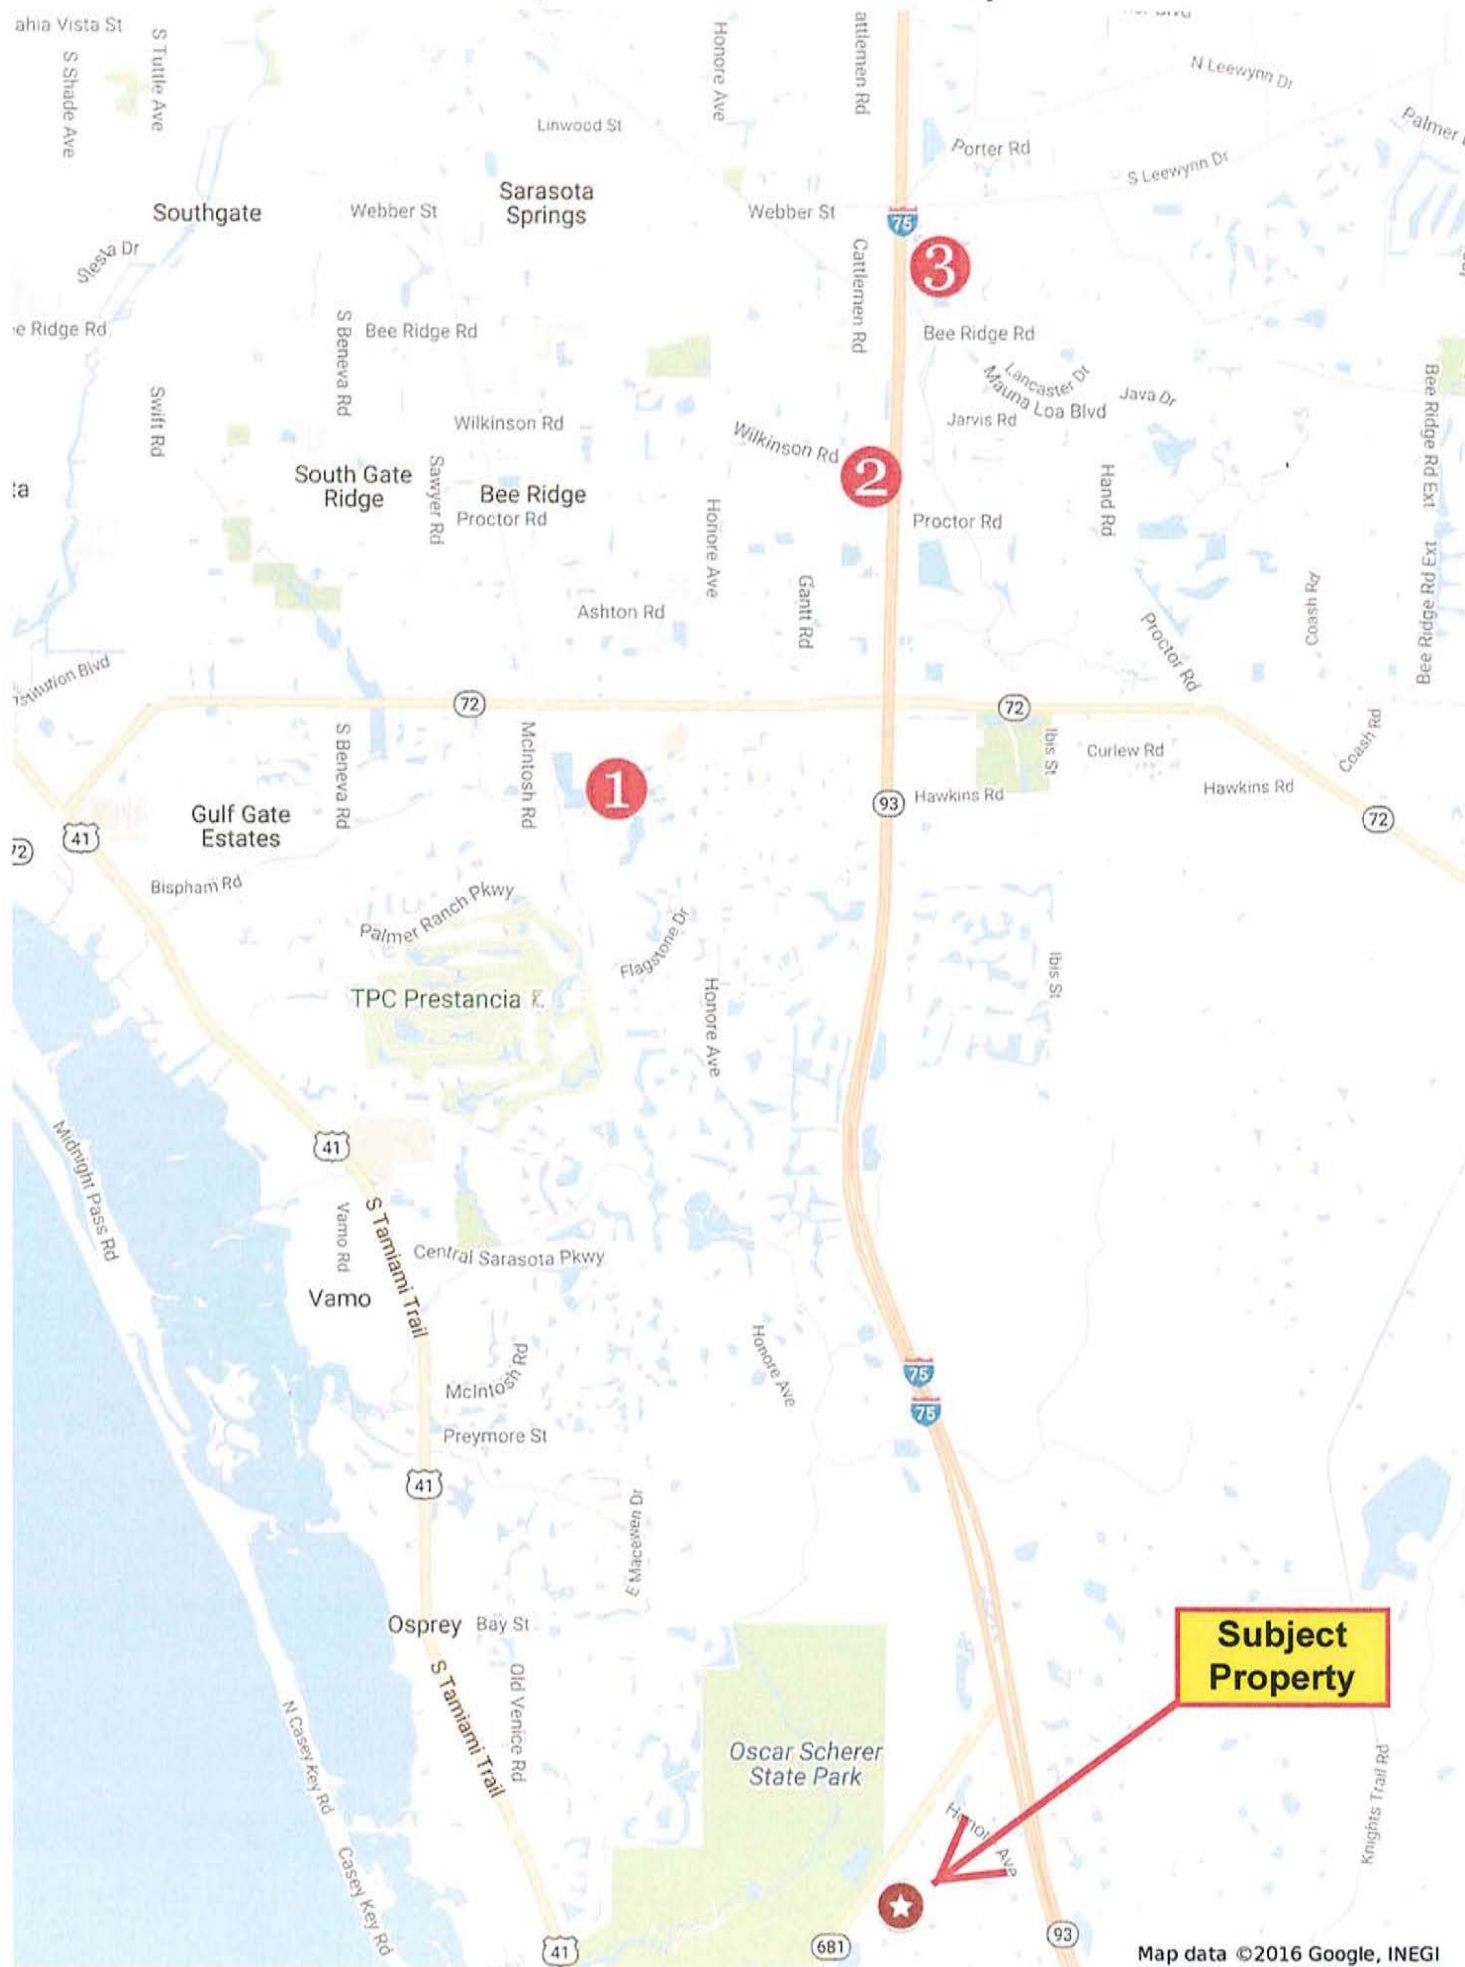 ahia Vista St
S Shade Ave
S Tuttle Ave
Honore Ave
attlemen Rd
N Leewynn Dr
Linwood St
Porter Rd
S Leewynn Dr
Palmer
Southgate
Webber St
Sarasota
Springs
Webber St
75
3
Siesta Dr
Cattlemen Rd
e Ridge Rd
S Beneva Rd
Bee Ridge Rd
Bee Ridge Rd
Lancaster Dr
Mauna Loa Blvd
Java Dr
Jarvis Rd
Bee Ridge Rd Ext
Swift Rd
Wilkinson Rd
Wilkinson Rd
2
South Gate
Ridge
Sawyer Rd
Bee Ridge
Proctor Rd
Honore Ave
Proctor Rd
Hand Rd
Bee Ridge Rd Ext
Ashton Rd
Gantt Rd
Coash Rd
Proctor Rd
stitution Blvd
72
72
S Beneva Rd
McIntosh Rd
1
Ibis St
Curlew Rd
Coash Rd
Hawkins Rd
Hawkins Rd
93
72
Gulf Gate
Estates
41
72
Bispham Rd
Palmer Ranch Pkwy
Flagstone Dr
Honore Ave
Ibis St
TPC Prestancia
Midnight Pass Rd
41
Vamo Rd
S Tamiami Trail
Central Sarasota Pkwy
Vamo
Honore Ave
McIntosh Rd
75
75
Preymore St
41
E Macewen Dr
Osprey
Bay St
Subject
Property
S Tamiami Trail
Old Venice Rd
N Casey Key Rd
Oscar Scherer
State Park
Honore Ave
Knights Trail Rd
Casey Key Rd
41
681
93
Map data ©2016 Google, INEGI